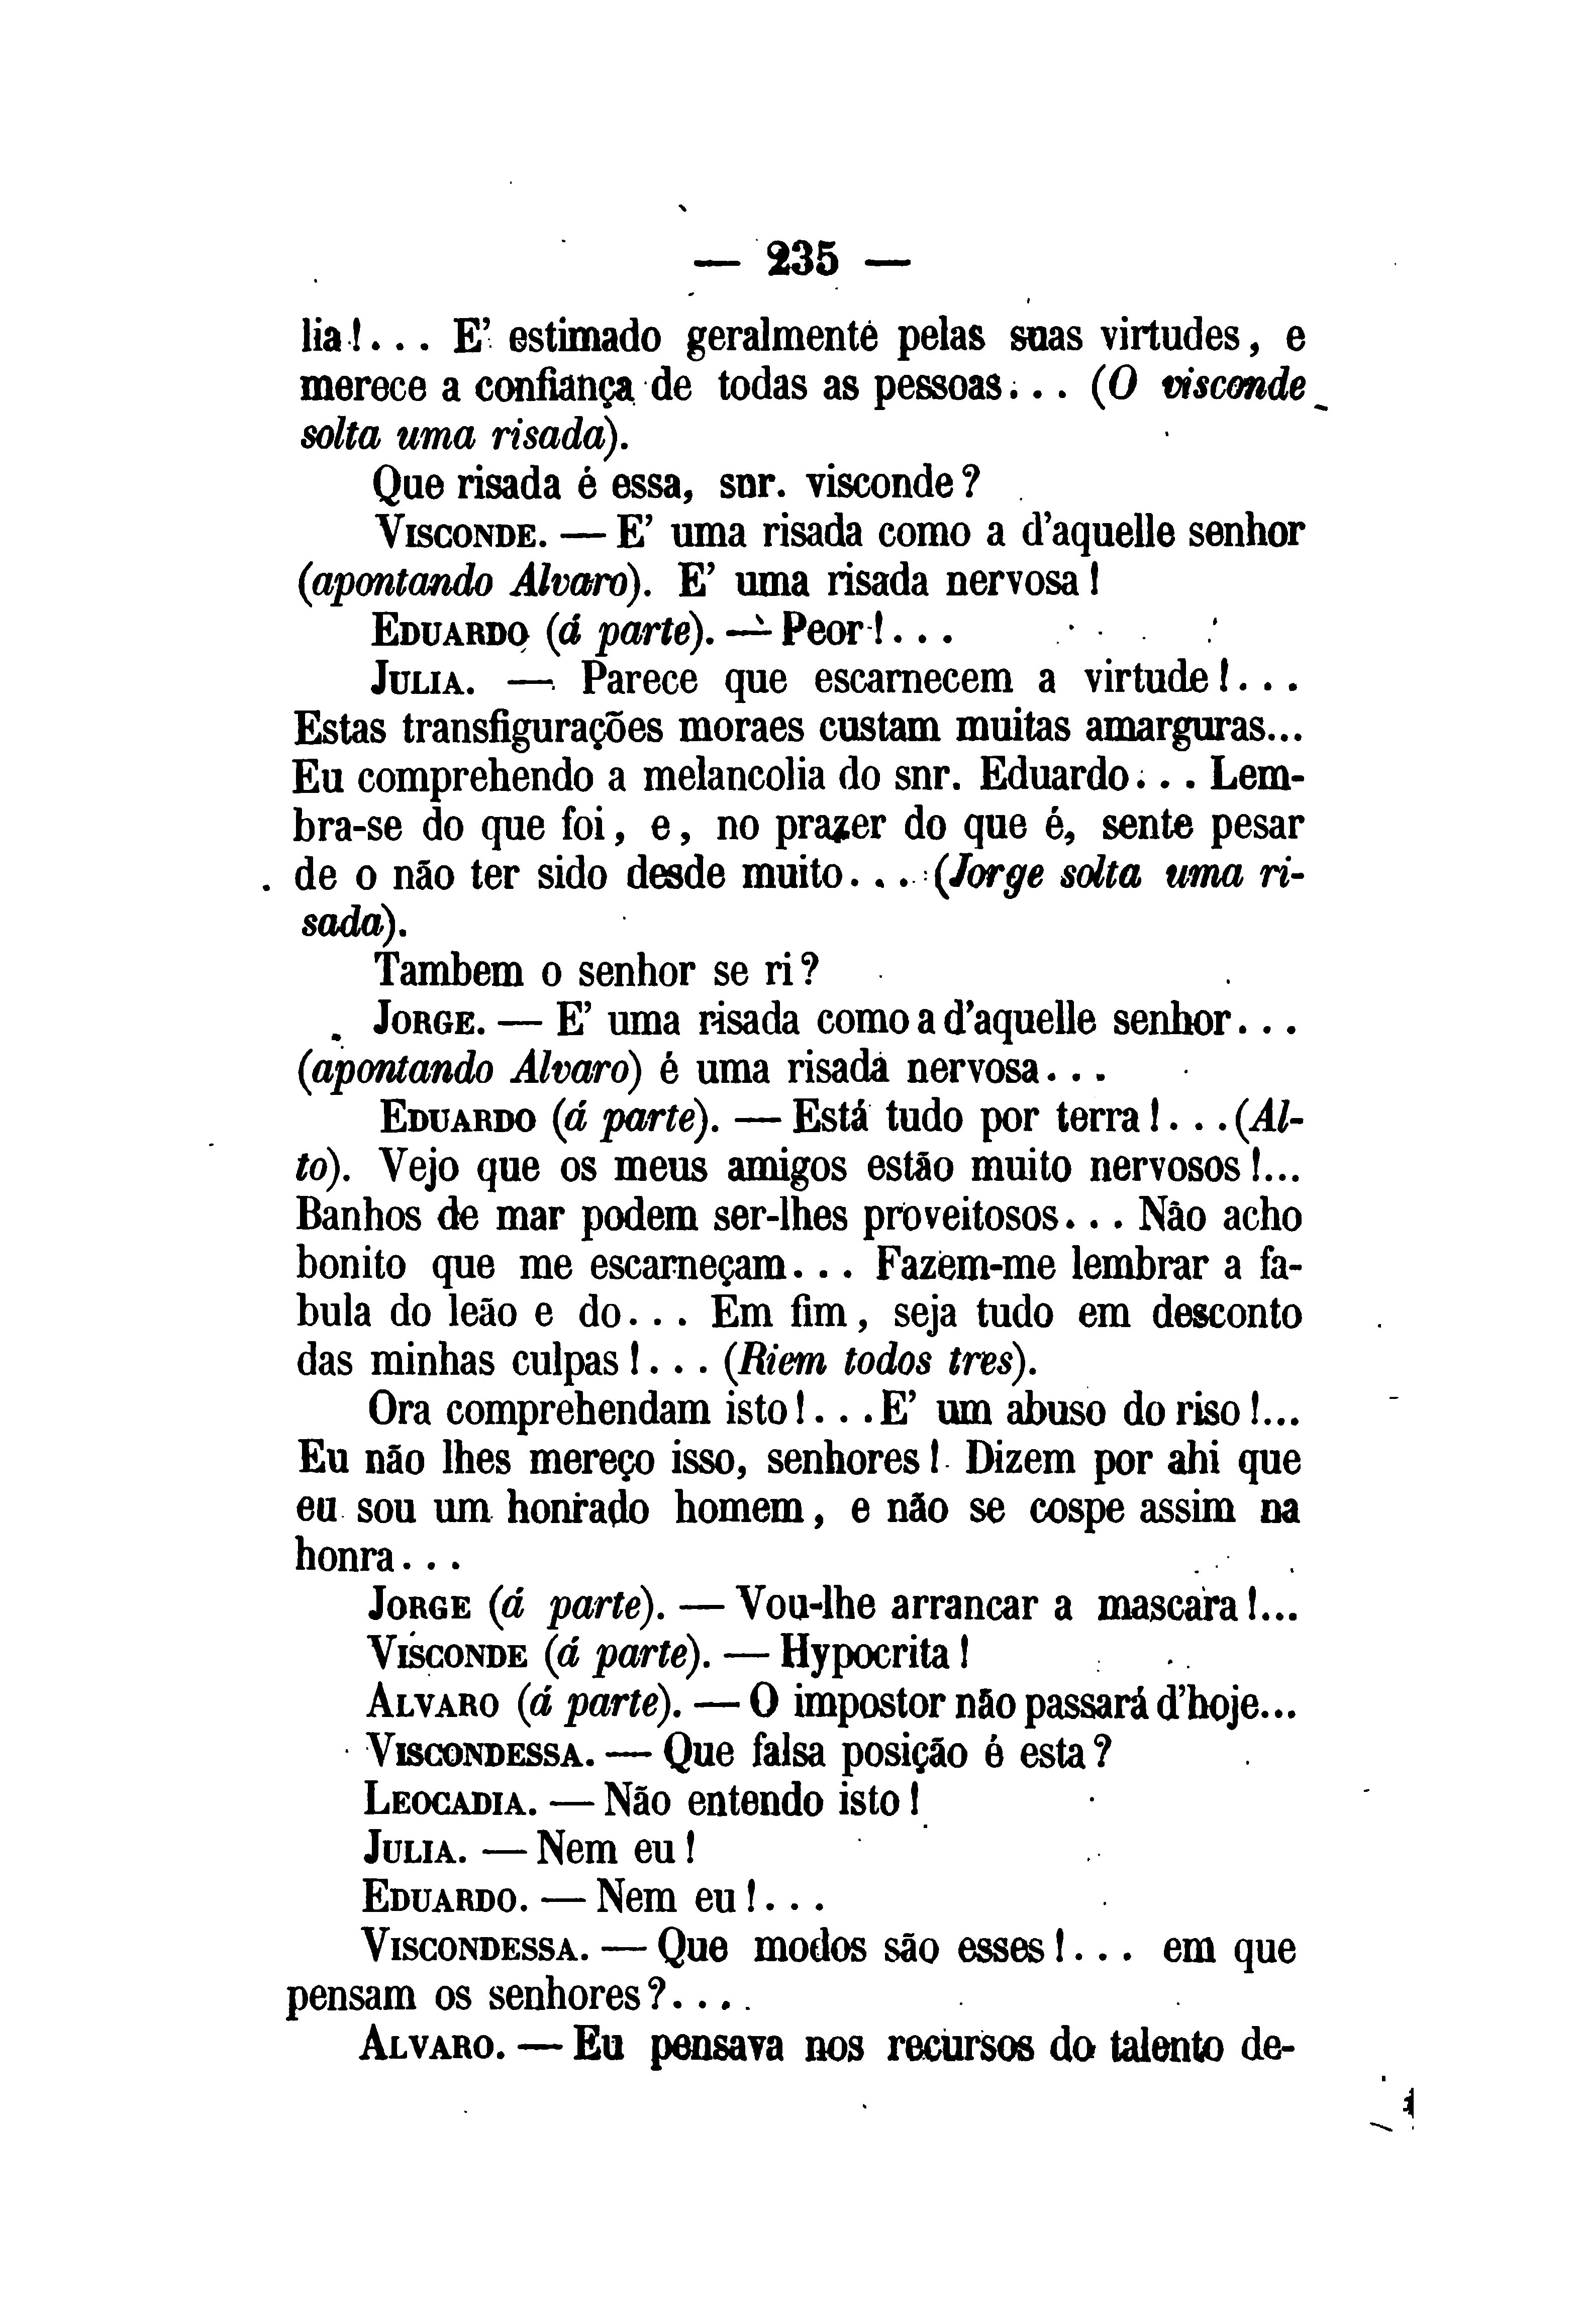 — 235 —
lia!... E' estimado geralmente pelas suas virtudes, e
merece a confiança de todas as pessoas... (O visconde
solta uma risada).
Que risada é essa, snr. visconde?
VISCONDE. — E' uma risada como a d'aquelle senhor
(apontando Alvaro). E' uma risada nervosa!
EDUARDO (á parte). — Peor!...
JULIA. — Parece que escarnecem a virtude!...
Estas transfigurações moraes custam muitas amarguras...
Eu comprehendo a melancolia do snr. Eduardo... Lem-
bra-se do que foi, e, no prazer do que é, sente pesar
de o não ter sido desde muito... (Jorge solta uma ri-
sada).
Tambem o senhor se ri?
JORGE. — E' uma risada como a d'aquelle senhor...
(apontando Alvaro) é uma risada nervosa...
EDUARDO (á parte). — Está tudo por terra!... (Al-
to). Vejo que os meus amigos estão muito nervosos!...
Banhos de mar podem ser-lhes proveitosos... Não acho
bonito que me escarneçam... Fazem-me lembrar a fa-
bula do leão e do... Em fim, seja tudo em desconto
das minhas culpas!... (Riem todos tres).
Ora comprehendam isto!... E' um abuso do riso!...
Eu não lhes mereço isso, senhores! Dizem por ahi que
eu sou um honrado homem, e não se cospe assim na
honra...
JORGE (á parte). — Vou-lhe arrancar a mascara!...
VISCONDE (á parte). — Hypocrita!
ALVARO (á parte). — O impostor não passará d'hoje...
VISCONDESSA. — Que falsa posição é esta?
LEOCADIA. — Não entendo isto!
JULIA. — Nem eu!
EDUARDO. — Nem eu!...
VISCONDESSA. — Que modos são esses!... em que
pensam os senhores?....
ALVARO. — Eu pensava nos recursos do talento de-